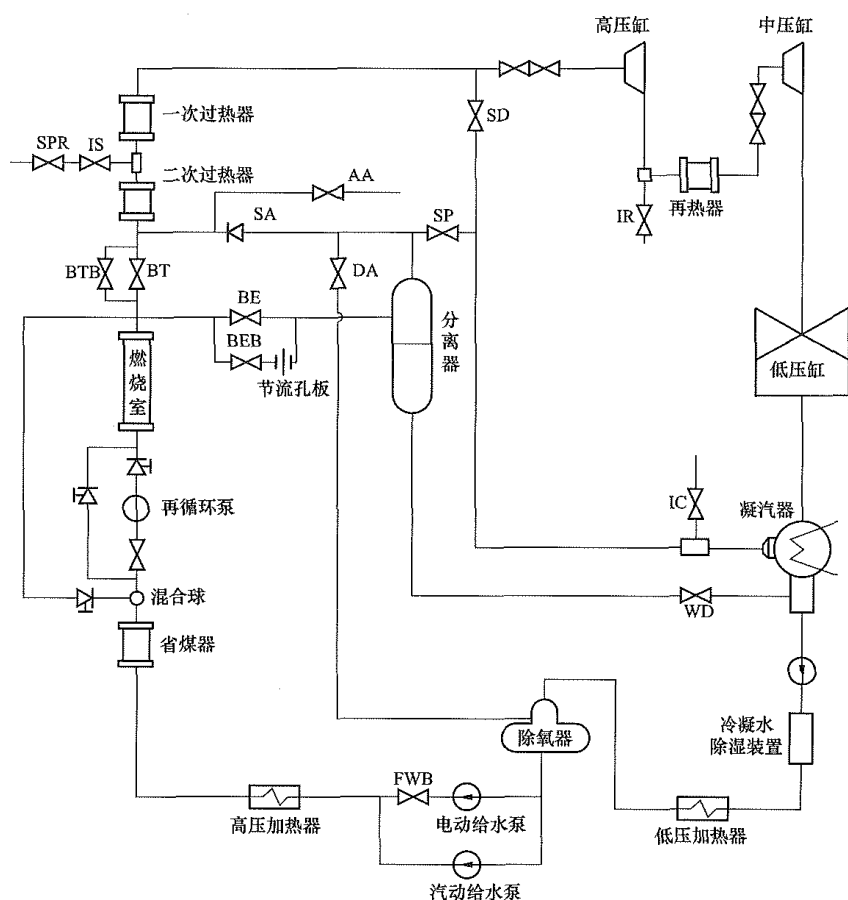 高压缸
中压缸
一次过热器
SD
SPR
IS
二次过热器
AA
再热器
IR
SA
SP
BTB
BT
DA
BE
BEB
节流孔板
分离器
燃烧室
低压缸
再循环泵
IC
凝汽器
混合球
WD
省煤器
冷凝水
除湿装置
除氧器
FWB
高压加热器
电动给水泵
低压加热器
汽动给水泵